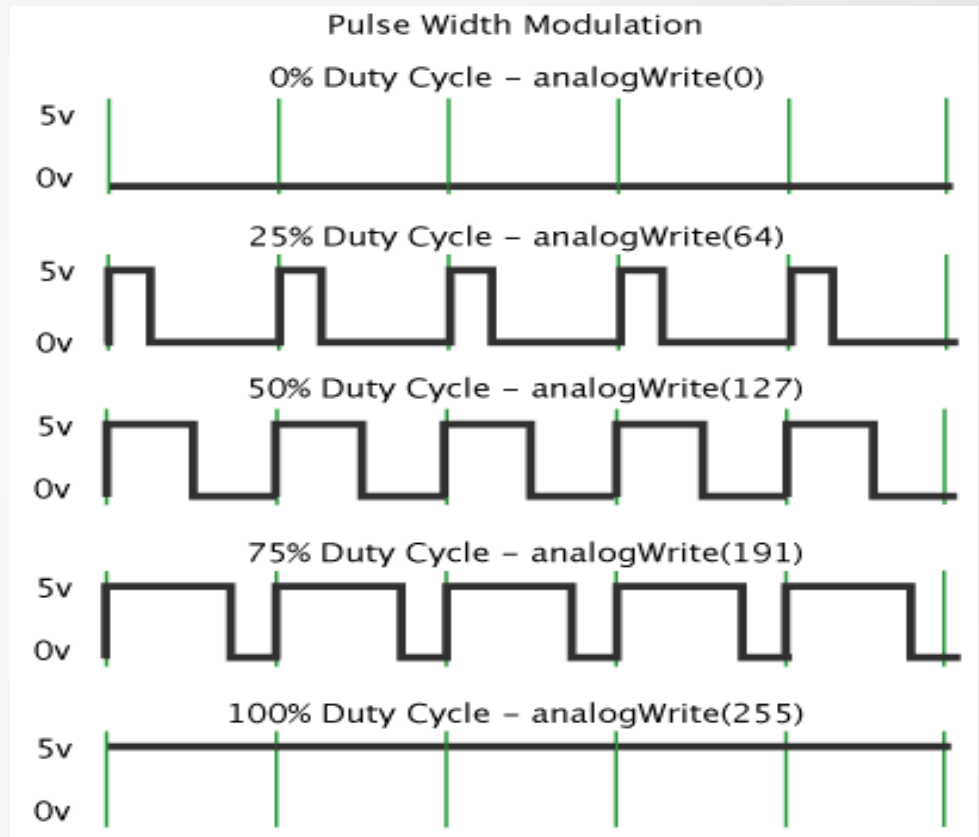 Pulse Width Modulation
0% Duty Cycle – analogWrite(0)
5v
0v
25% Duty Cycle – analogWrite(64)
5v
0v
50% Duty Cycle – analogWrite(127)
5v
0v
75% Duty Cycle – analogWrite(191)
5v
0v
100% Duty Cycle – analogWrite(255)
5v
0v